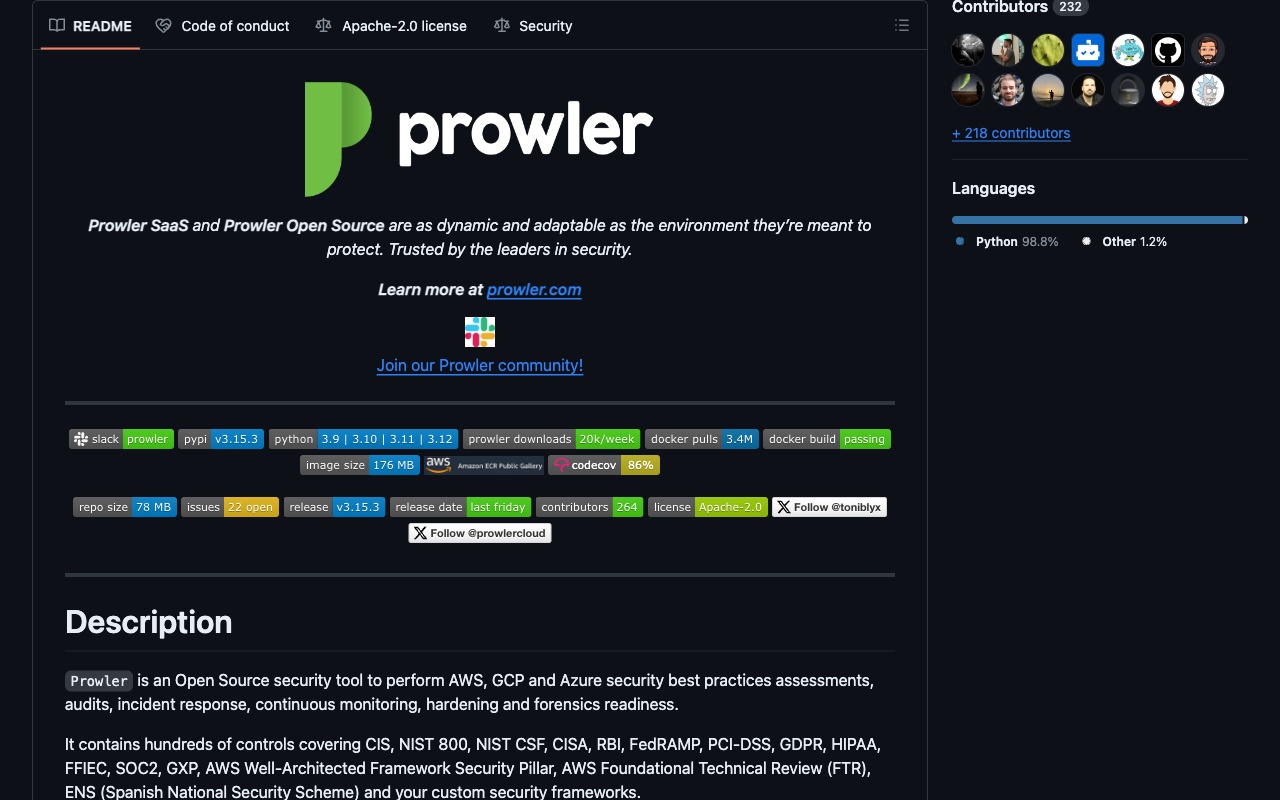 README
Code of conduct
Apache-2.0 license
Security
Contributors 232
+ 218 contributors
Languages
Python 98.8%
Other 1.2%
prowler
Prowler SaaS and Prowler Open Source are as dynamic and adaptable as the environment they’re meant to
protect. Trusted by the leaders in security.
Learn more at prowler.com
Join our Prowler community!
slack prowler pypi v3.15.3 python 3.9 | 3.10 | 3.11 | 3.12 prowler downloads 20k/week docker pulls 3.4M docker build passing
image size 176 MB aws Amazon ECR Public Gallery codecov 86%
repo size 78 MB issues 22 open release v3.15.3 release date last friday contributors 264 license Apache-2.0 X Follow @toniblyx
X Follow @prowlercloud
Description
Prowler is an Open Source security tool to perform AWS, GCP and Azure security best practices assessments,
audits, incident response, continuous monitoring, hardening and forensics readiness.
It contains hundreds of controls covering CIS, NIST 800, NIST CSF, CISA, RBI, FedRAMP, PCI-DSS, GDPR, HIPAA,
FFIEC, SOC2, GXP, AWS Well-Architected Framework Security Pillar, AWS Foundational Technical Review (FTR),
ENS (Spanish National Security Scheme) and your custom security frameworks.